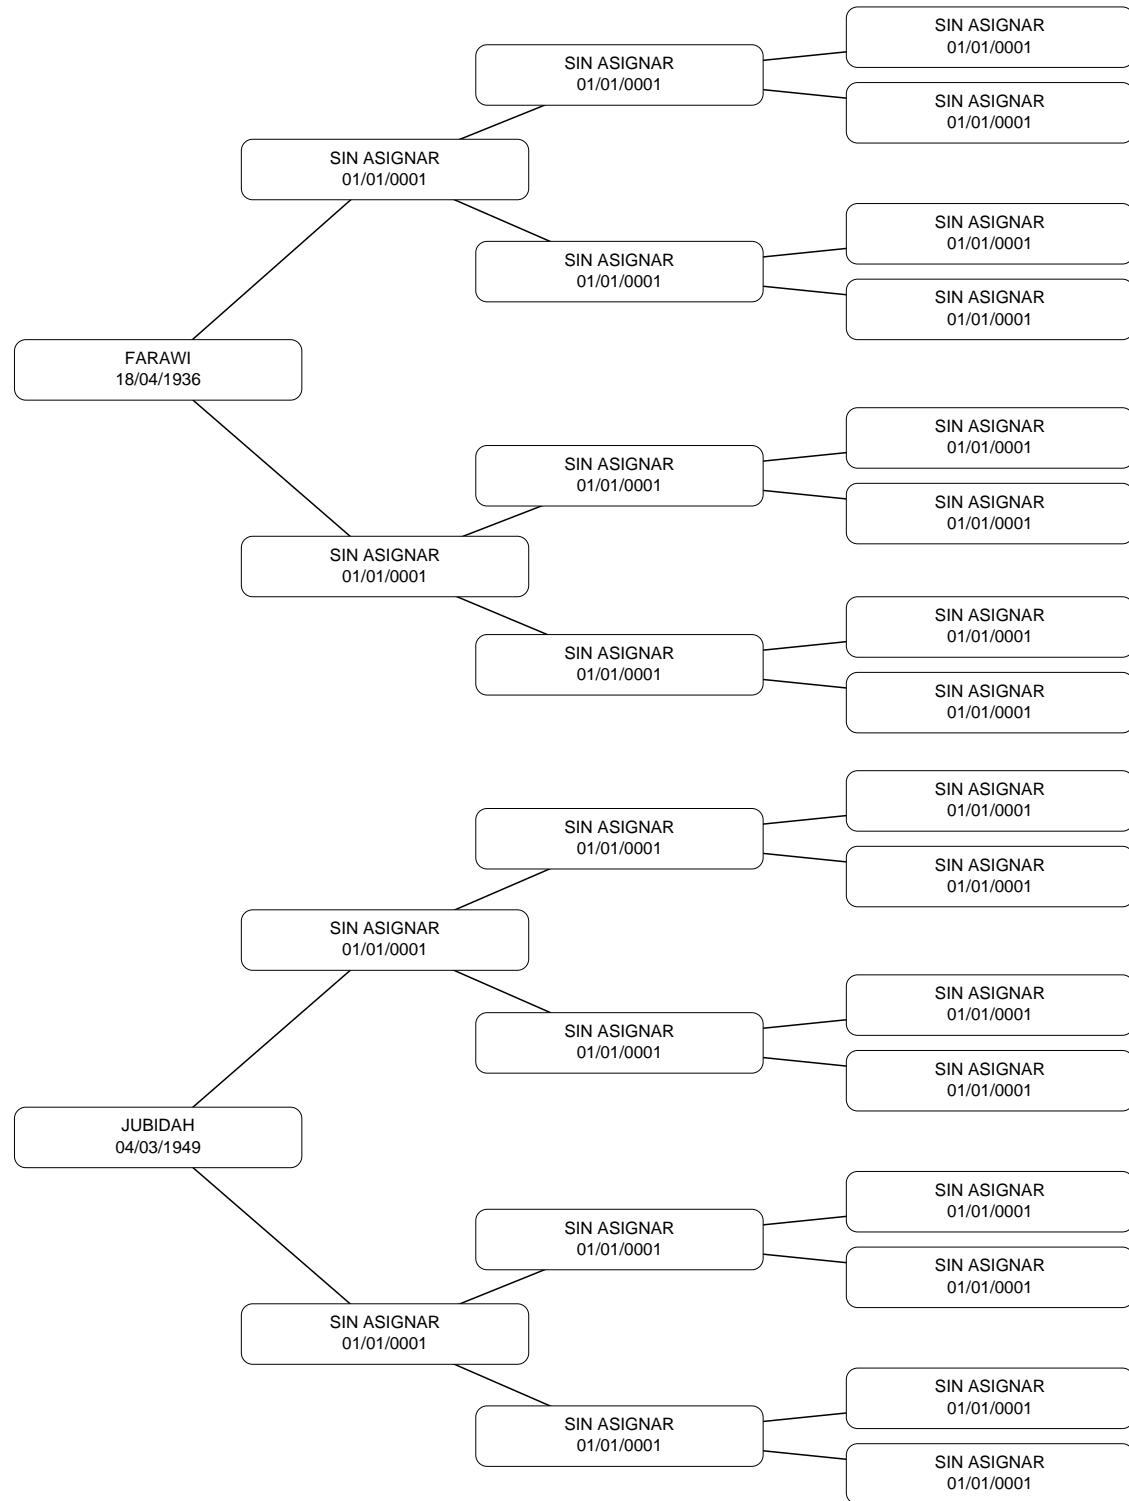 SIN ASIGNAR
01/01/0001
SIN ASIGNAR
01/01/0001
SIN ASIGNAR
01/01/0001
SIN ASIGNAR
01/01/0001
SIN ASIGNAR
01/01/0001
SIN ASIGNAR
01/01/0001
SIN ASIGNAR
01/01/0001
FARAWI
18/04/1936
SIN ASIGNAR
01/01/0001
SIN ASIGNAR
01/01/0001
SIN ASIGNAR
01/01/0001
SIN ASIGNAR
01/01/0001
SIN ASIGNAR
01/01/0001
SIN ASIGNAR
01/01/0001
SIN ASIGNAR
01/01/0001
SIN ASIGNAR
01/01/0001
SIN ASIGNAR
01/01/0001
SIN ASIGNAR
01/01/0001
SIN ASIGNAR
01/01/0001
SIN ASIGNAR
01/01/0001
SIN ASIGNAR
01/01/0001
SIN ASIGNAR
01/01/0001
JUBIDAH
04/03/1949
SIN ASIGNAR
01/01/0001
SIN ASIGNAR
01/01/0001
SIN ASIGNAR
01/01/0001
SIN ASIGNAR
01/01/0001
SIN ASIGNAR
01/01/0001
SIN ASIGNAR
01/01/0001
SIN ASIGNAR
01/01/0001